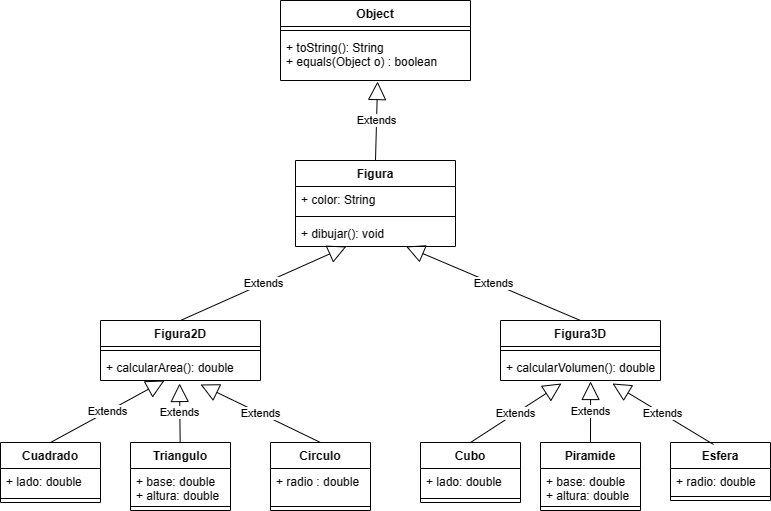 Object
+ toString(): String
+ equals(Object o) : boolean
Extends
Figura
+ color: String
+ dibujar(): void
Extends
Extends
Figura2D
+ calcularArea(): double
Figura3D
+ calcularVolumen(): double
Extends
Extends
Extends
Extends
Extends
Extends
Cuadrado
+ lado: double
Triangulo
+ base: double
+ altura: double
Circulo
+ radio : double
Cubo
+ lado: double
Piramide
+ base: double
+ altura: double
Esfera
+ radio: double